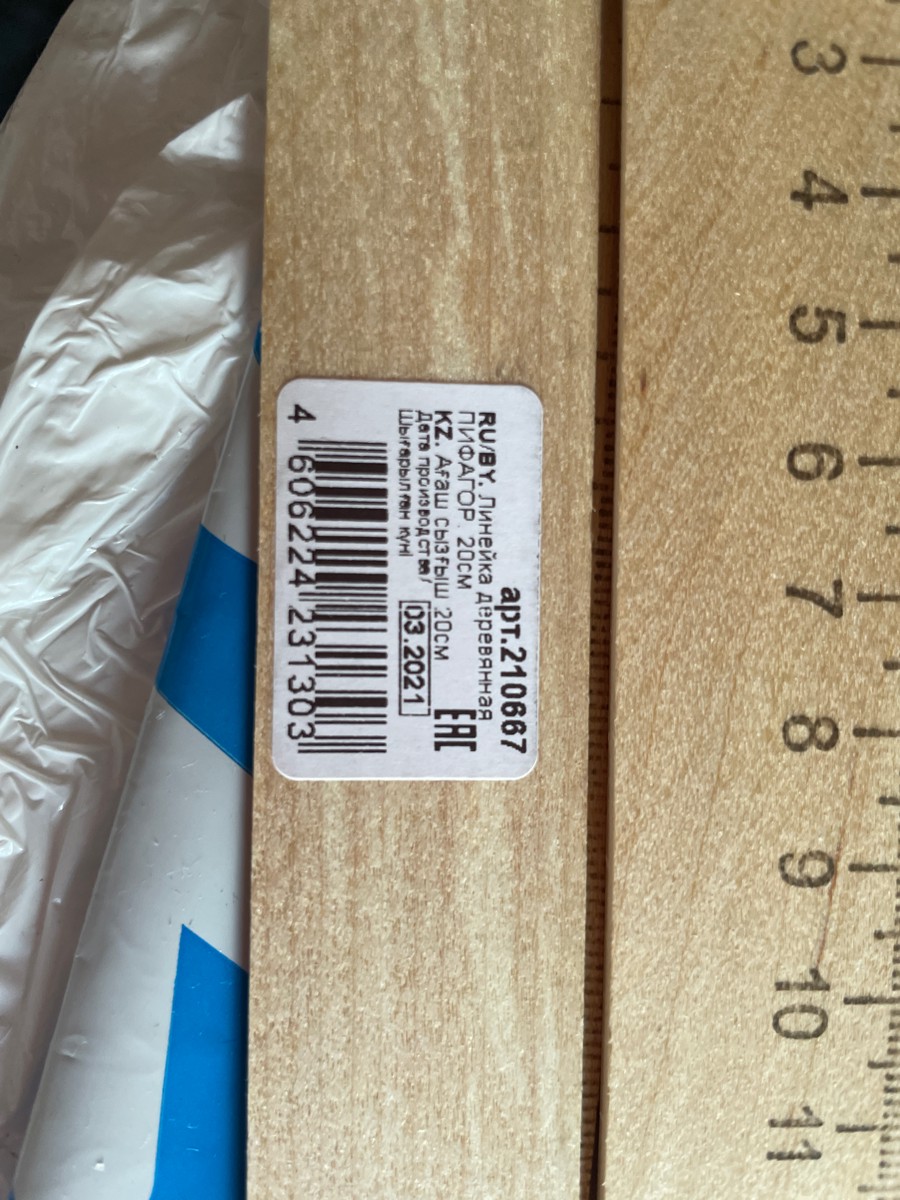 арт.210667
RU/BY. Линейка деревянная
ПИФАГОР. 20см
KZ. Ағаш сызғыш 20см
EAC
Дата производства/
Шығарылған күні
03.2021
4 606224 231303
3
4
5
6
7
8
9
10
11